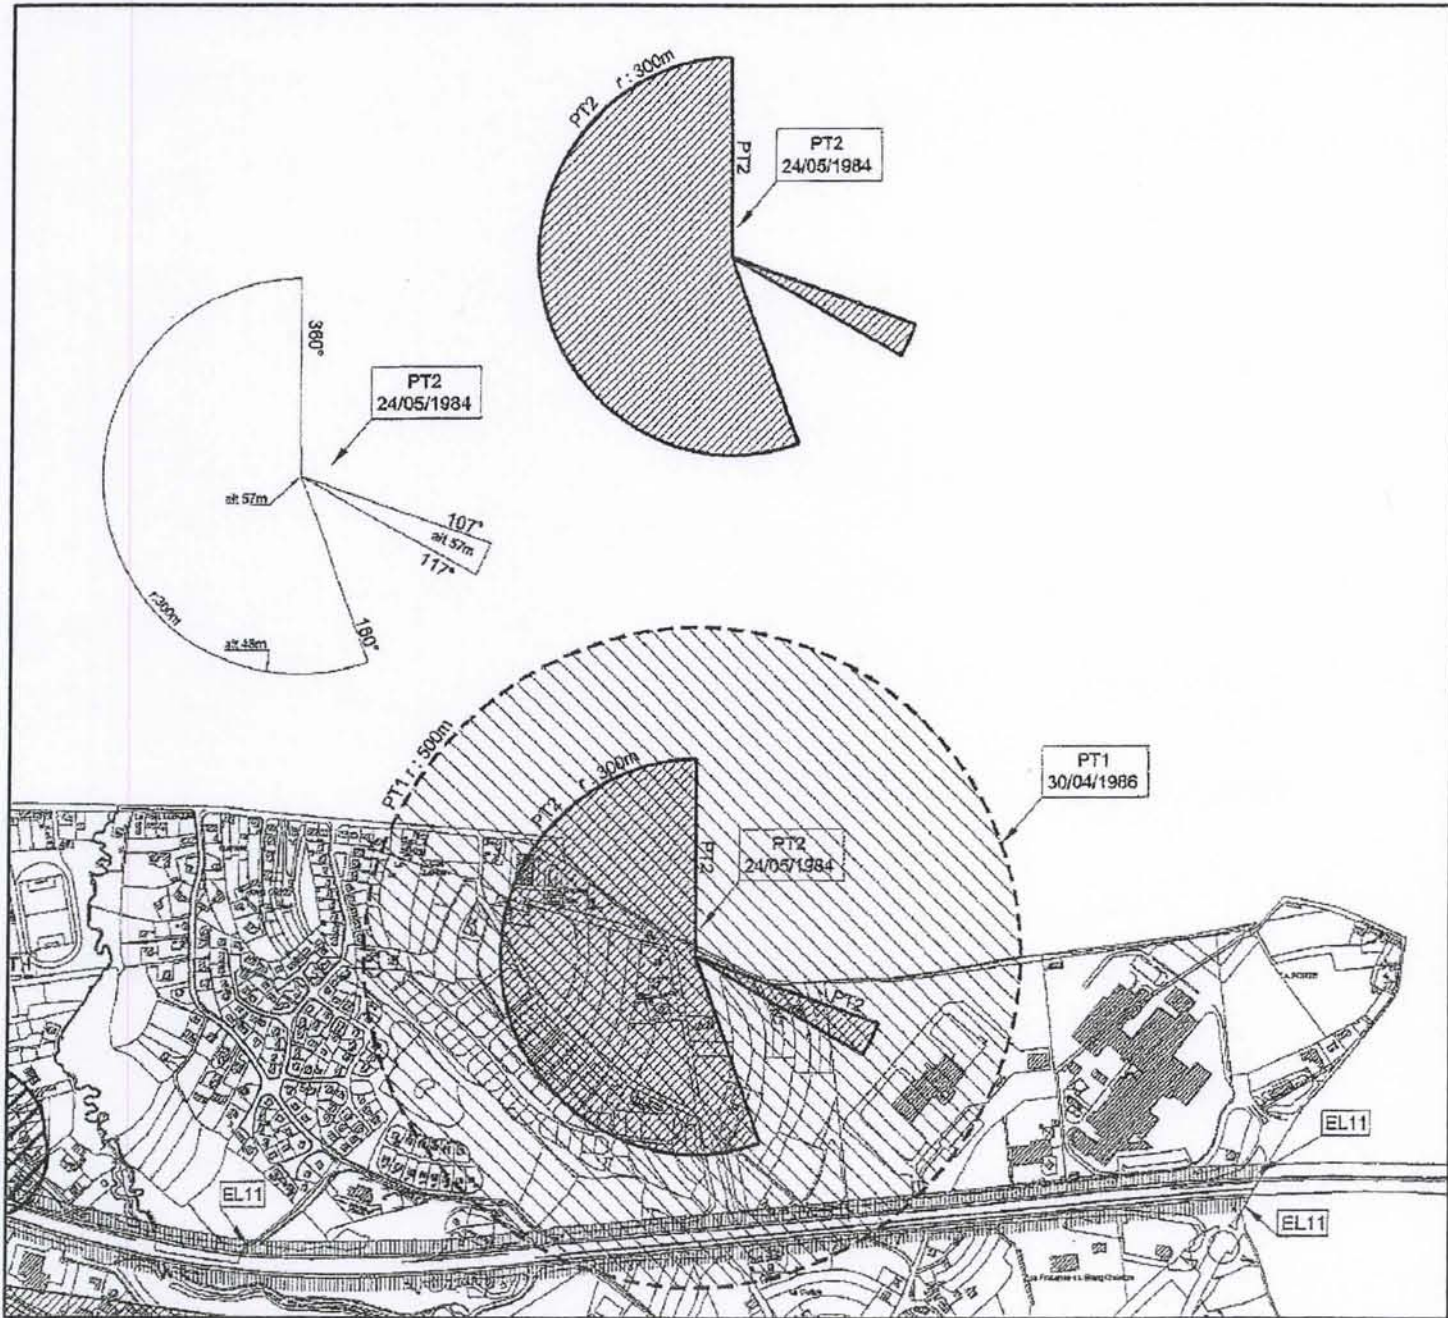 r : 300m
PT2
PT2
PT2
24/05/1984
360°
PT2
24/05/1984
alt 57m
107°
alt 57m
117°
r:300m
160°
alt 48m
PT1 r : 500m
PT2
r : 300m
PT1
30/04/1986
PT2
PT2
24/05/1984
PT2
EL11
EL11
EL11